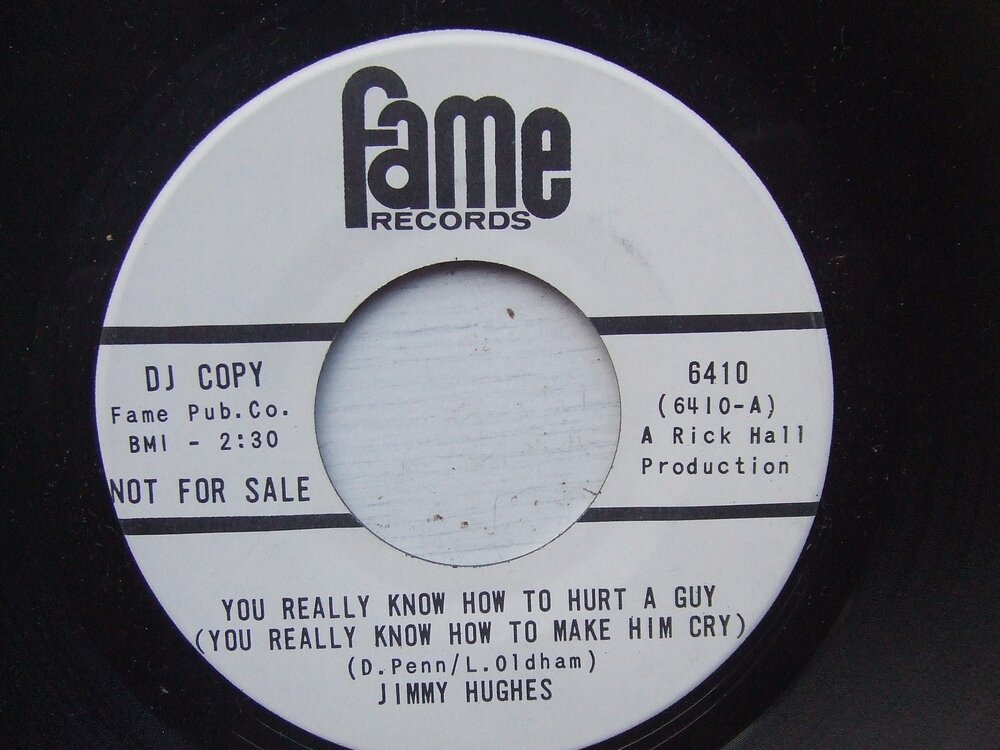 fame
RECORDS
DJ COPY
Fame Pub.Co.
BMI - 2:30
NOT FOR SALE
6410
(6410-A)
A Rick Hall
Production
YOU REALLY KNOW HOW TO HURT A GUY
(YOU REALLY KNOW HOW TO MAKE HIM CRY)
(D.Penn/L.Oldham)
JIMMY HUGHES